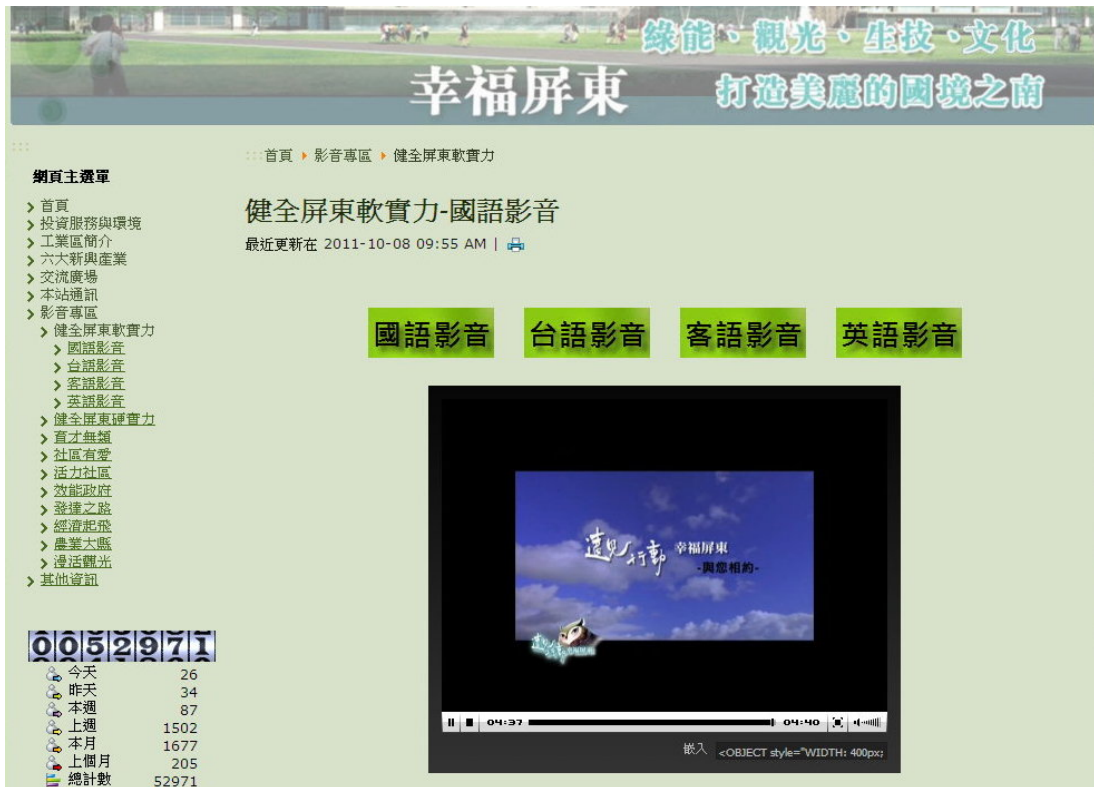 綠能、觀光、生技、文化
幸福屏東
打造美麗的國境之南
首頁 影音專區 健全屏東軟實力
網頁主選單
首頁
投資服務與環境
工業區簡介
六大新興產業
交流廣場
本站通訊
影音專區
健全屏東軟實力
國語影音
台語影音
客語影音
英語影音
健全屏東硬實力
育才無類
社區有愛
活力社區
效能政府
發達之路
經濟起飛
農業大縣
漫活觀光
其他資訊
0052971
今天 26
昨天 34
本週 87
上週 1502
本月 1677
上個月 205
總計數 52971
健全屏東軟實力-國語影音
最近更新在 2011-10-08 09:55 AM |
國語影音 台語影音 客語影音 英語影音
遠見行動 幸福屏東
-與您相約-
04:37 04:40
嵌入 <OBJECT style="WIDTH: 400px;